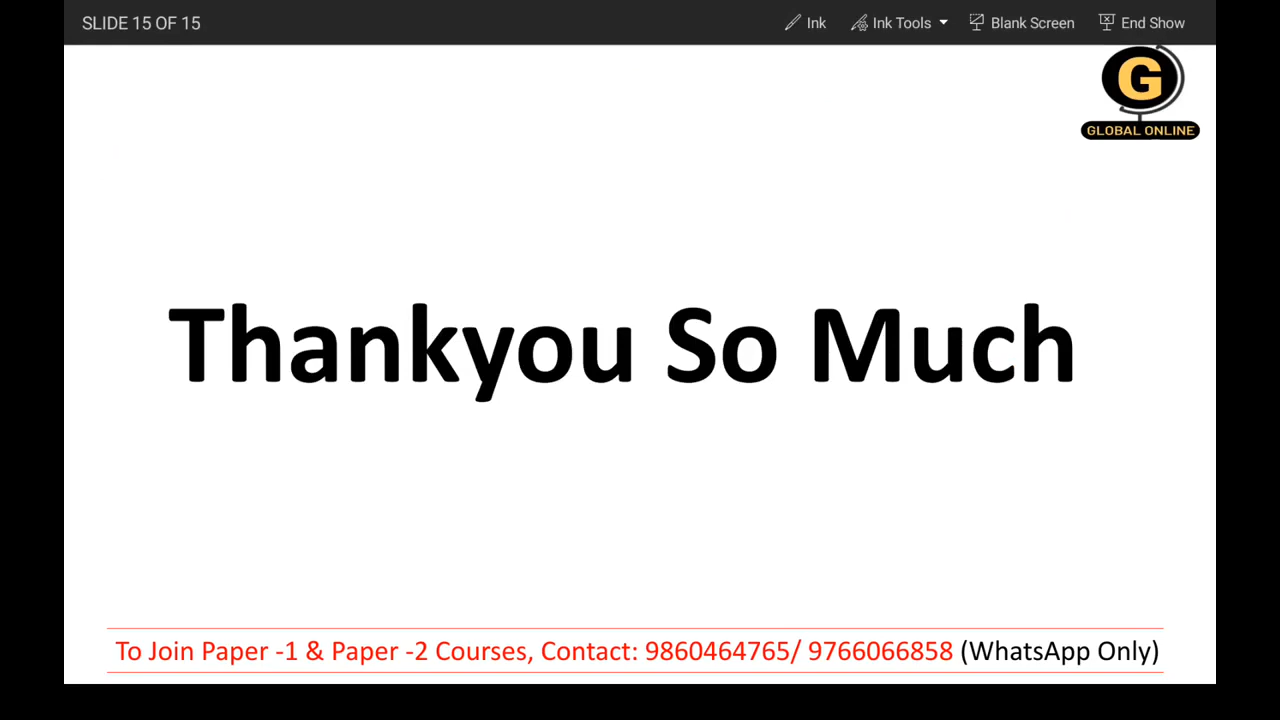 SLIDE 15 OF 15
Ink
Ink Tools
Blank Screen
End Show
G
GLOBAL ONLINE
Thankyou So Much
To Join Paper -1 & Paper -2 Courses, Contact: 9860464765/ 9766066858 (WhatsApp Only)